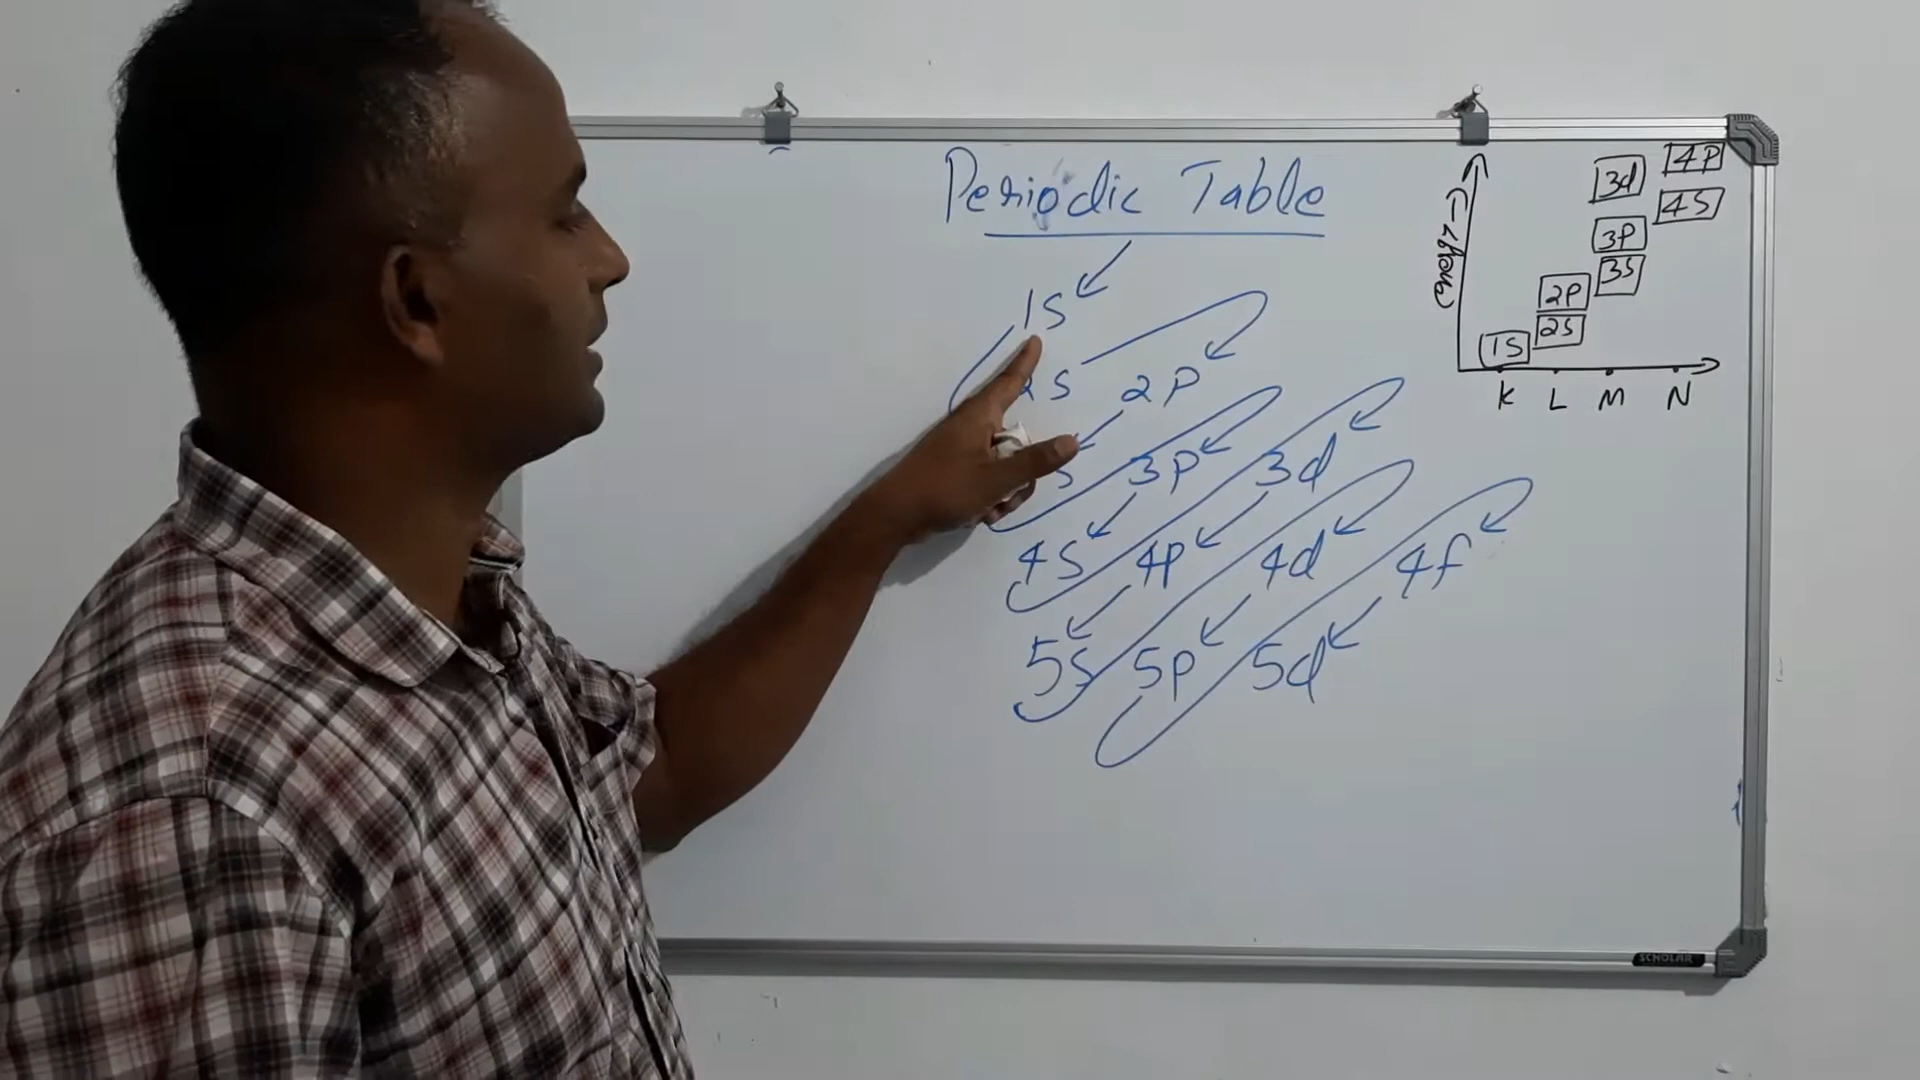 Periodic Table
1s
2s 2p
s 3p 3d
4s 4p 4d 4f
5s 5p 5d
3d 4p
4s
3p
3s
2p
2s
1s
K L M N
SCHOLAR